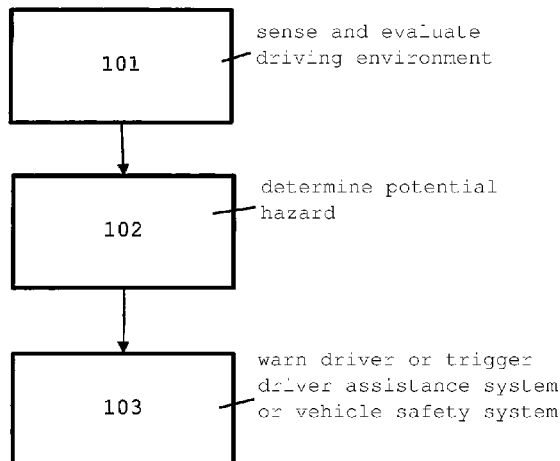 101
sense and evaluate
driving environment
102
determine potential
hazard
103
warn driver or trigger
driver assistance system
or vehicle safety system